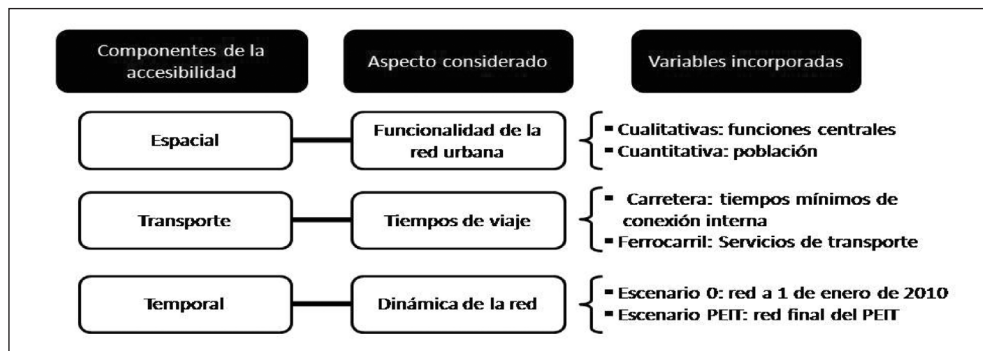 Componentes de la
accesibilidad
Aspecto considerado
Variables incorporadas
Espacial
Funcionalidad de la
red urbana
▪ Cualitativas: funciones centrales
▪ Cuantitativa: población
Transporte
Tiempos de viaje
▪ Carretera: tiempos mínimos de
conexión interna
▪ Ferrocarril: Servicios de transporte
Temporal
Dinámica de la red
▪ Escenario 0: red a 1 de enero de 2010
▪ Escenario PEIT: red final del PEIT